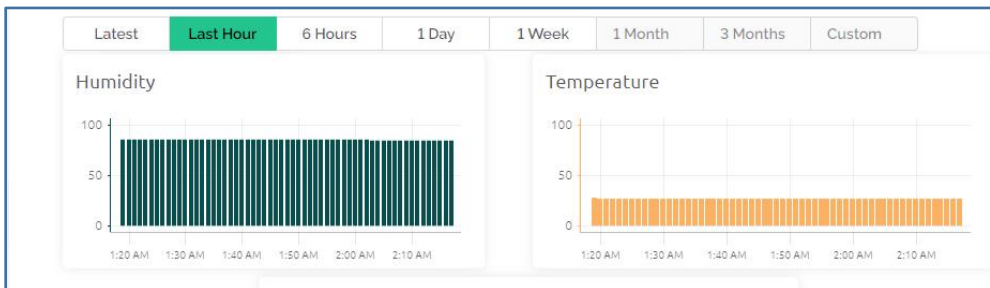 Latest Last Hour 6 Hours 1 Day 1 Week 1 Month 3 Months Custom
Humidity
100
50
0
1:20 AM 1:30 AM 1:40 AM 1:50 AM 2:00 AM 2:10 AM
Temperature
100
50
0
1:20 AM 1:30 AM 1:40 AM 1:50 AM 2:00 AM 2:10 AM